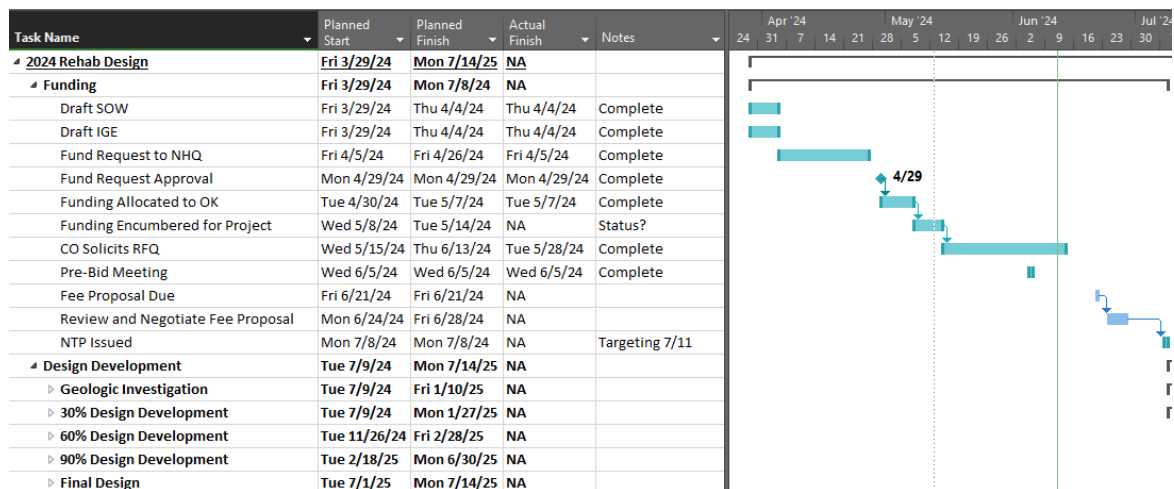 Task Name Planned Start Planned Finish Actual Finish Notes Apr '24 May '24 Jun '24 Jul '24
24 31 7 14 21 28 5 12 19 26 2 9 16 23 30
2024 Rehab Design Fri 3/29/24 Mon 7/14/25 NA
Funding Fri 3/29/24 Mon 7/8/24 NA
Draft SOW Fri 3/29/24 Thu 4/4/24 Thu 4/4/24 Complete
Draft IGE Fri 3/29/24 Thu 4/4/24 Thu 4/4/24 Complete
Fund Request to NHQ Fri 4/5/24 Fri 4/26/24 Fri 4/5/24 Complete
Fund Request Approval Mon 4/29/24 Mon 4/29/24 Mon 4/29/24 Complete 4/29
Funding Allocated to OK Tue 4/30/24 Tue 5/7/24 Tue 5/7/24 Complete
Funding Encumbered for Project Wed 5/8/24 Tue 5/14/24 NA Status?
CO Solicits RFQ Wed 5/15/24 Thu 6/13/24 Tue 5/28/24 Complete
Pre-Bid Meeting Wed 6/5/24 Wed 6/5/24 Wed 6/5/24 Complete
Fee Proposal Due Fri 6/21/24 Fri 6/21/24 NA
Review and Negotiate Fee Proposal Mon 6/24/24 Fri 6/28/24 NA
NTP Issued Mon 7/8/24 Mon 7/8/24 NA Targeting 7/11
Design Development Tue 7/9/24 Mon 7/14/25 NA
Geologic Investigation Tue 7/9/24 Fri 1/10/25 NA
30% Design Development Tue 7/9/24 Mon 1/27/25 NA
60% Design Development Tue 11/26/24 Fri 2/28/25 NA
90% Design Development Tue 2/18/25 Mon 6/30/25 NA
Final Design Tue 7/1/25 Mon 7/14/25 NA